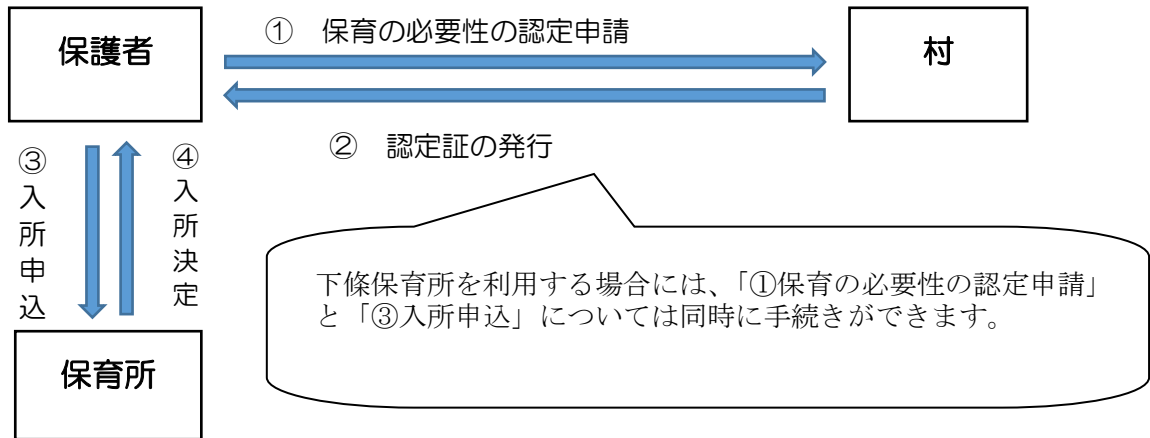 ① 保育の必要性の認定申請
保護者
村
② 認定証の発行
③入所申込
④入所決定
下條保育所を利用する場合には、「①保育の必要性の認定申請」
と「③入所申込」については同時に手続きができます。
保育所